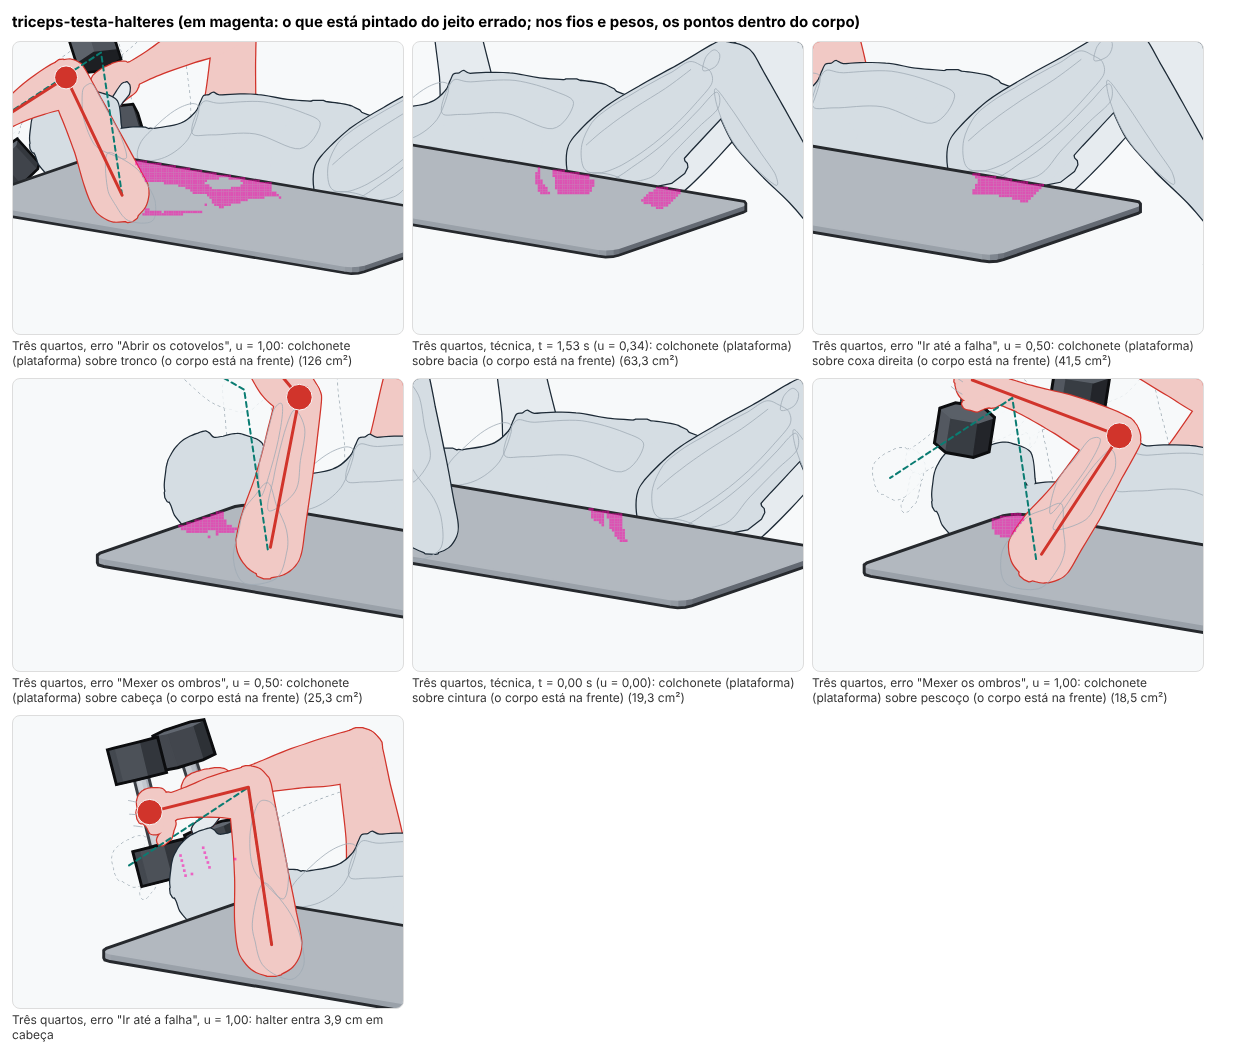 triceps-testa-halteres (em magenta: o que está pintado do jeito errado; nos fios e pesos, os pontos dentro do corpo)
Três quartos, erro "Abrir os cotovelos", u = 1,00: colchonete
(plataforma) sobre tronco (o corpo está na frente) (126 cm²)
Três quartos, técnica, t = 1,53 s (u = 0,34): colchonete (plataforma)
sobre bacia (o corpo está na frente) (63,3 cm²)
Três quartos, erro "Ir até a falha", u = 0,50: colchonete (plataforma)
sobre coxa direita (o corpo está na frente) (41,5 cm²)
Três quartos, erro "Mexer os ombros", u = 0,50: colchonete
(plataforma) sobre cabeça (o corpo está na frente) (25,3 cm²)
Três quartos, técnica, t = 0,00 s (u = 0,00): colchonete (plataforma)
sobre cintura (o corpo está na frente) (19,3 cm²)
Três quartos, erro "Mexer os ombros", u = 1,00: colchonete
(plataforma) sobre pescoço (o corpo está na frente) (18,5 cm²)
Três quartos, erro "Ir até a falha", u = 1,00: halter entra 3,9 cm em
cabeça